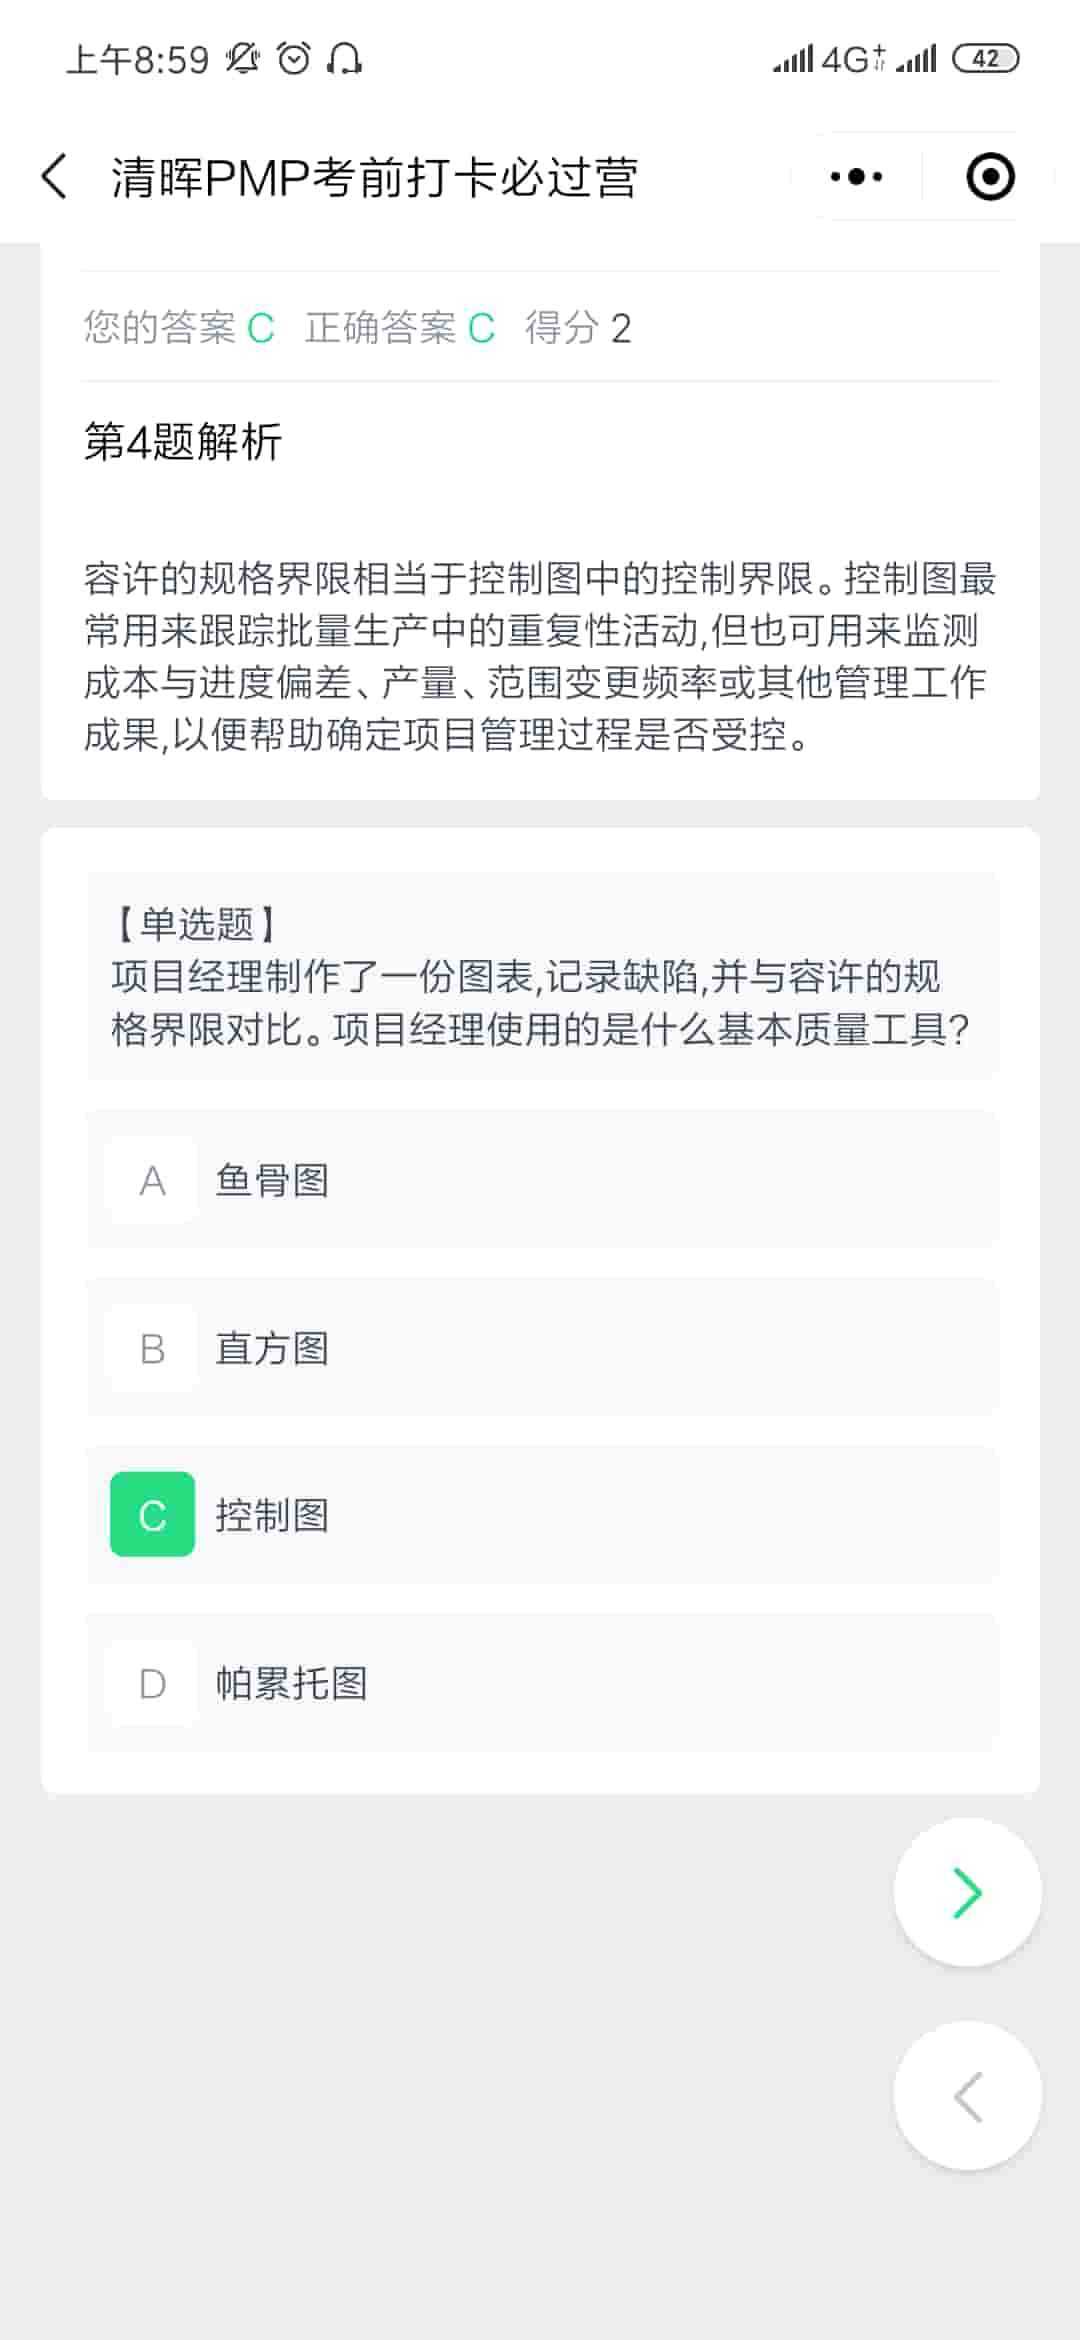 上午8:59 4G+ 42
清晖PMP考前打卡必过营
您的答案 C 正确答案 C 得分 2
第4题解析
容许的规格界限相当于控制图中的控制界限。控制图最
常用来跟踪批量生产中的重复性活动,但也可用来监测
成本与进度偏差、产量、范围变更频率或其他管理工作
成果,以便帮助确定项目管理过程是否受控。
【单选题】
项目经理制作了一份图表,记录缺陷,并与容许的规
格界限对比。项目经理使用的是什么基本质量工具?
A 鱼骨图
B 直方图
C 控制图
D 帕累托图